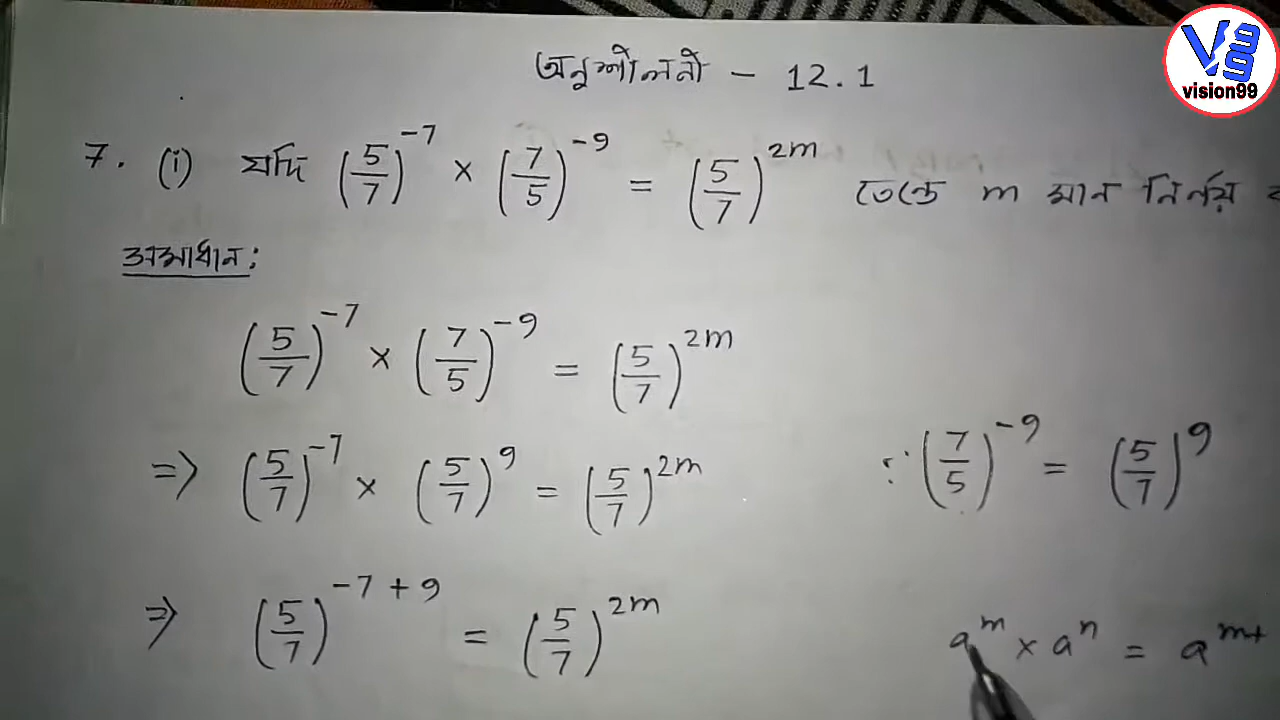 vision99
অনুশীলনী - 12.1
7. (i) যদি (5/7)^-7 × (7/5)^-9 = (5/7)^2m তেন্তে m মান নির্ণয়
সমাধান:
(5/7)^-7 × (7/5)^-9 = (5/7)^2m
=> (5/7)^-7 × (5/7)^9 = (5/7)^2m ∵ (7/5)^-9 = (5/7)^9
=> (5/7)^-7+9 = (5/7)^2m a^m × a^n = a^m+